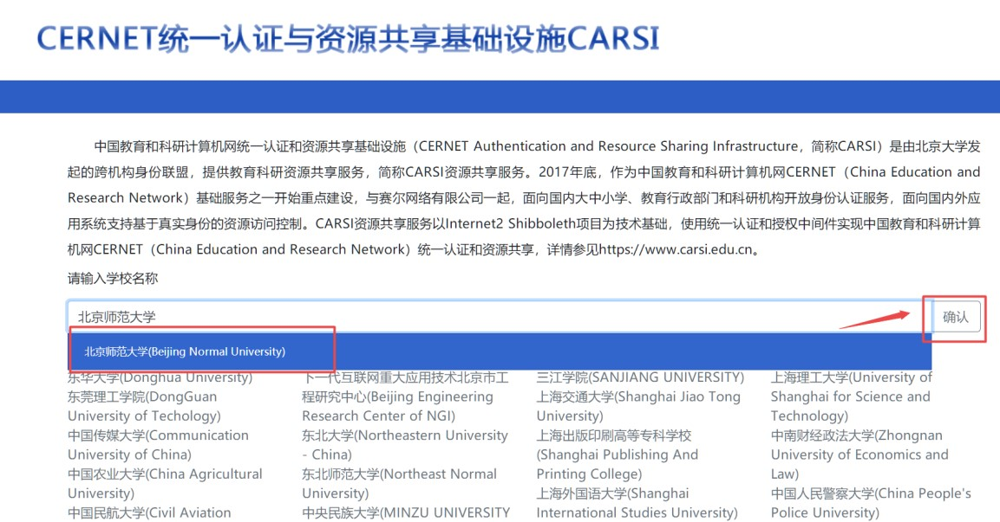 CERNET统一认证与资源共享基础设施CARSI
中国教育和科研计算机网统一认证和资源共享基础设施（CERNET Authentication and Resource Sharing Infrastructure，简称CARSI）是由北京大学发
起的跨机构身份联盟，提供教育科研资源共享服务，简称CARSI资源共享服务。2017年底，作为中国教育和科研计算机网CERNET（China Education and
Research Network）基础服务之一开始重点建设，与赛尔网络有限公司一起，面向国内大中小学、教育行政部门和科研机构开放身份认证服务，面向国内外应
用系统支持基于真实身份的资源访问控制。CARSI资源共享服务以Internet2 Shibboleth项目为技术基础，使用统一认证和授权中间件实现中国教育和科研计算
机网CERNET（China Education and Research Network）统一认证和资源共享，详情参见https://www.carsi.edu.cn。
请输入学校名称
北京师范大学
确认
北京师范大学(Beijing Normal University)
东华大学(Donghua University)
东莞理工学院(DongGuan
University of Techology)
中国传媒大学(Communication
University of China)
中国农业大学(China Agricultural
University)
中国民航大学(Civil Aviation
下一代互联网重大应用技术北京市工
程研究中心(Beijing Engineering
Research Center of NGI)
东北大学(Northeastern University
- China)
东北师范大学(Northeast Normal
University)
中央民族大学(MINZU UNIVERSITY
三江学院(SANJIANG UNIVERSITY)
上海交通大学(Shanghai Jiao Tong
University)
上海出版印刷高等专科学校
(Shanghai Publishing And
Printing College)
上海外国语大学(Shanghai
International Studies University)
上海理工大学(University of
Shanghai for Science and
Technology)
中南财经政法大学(Zhongnan
University of Economics and
Law)
中国人民警察大学(China People's
Police University)